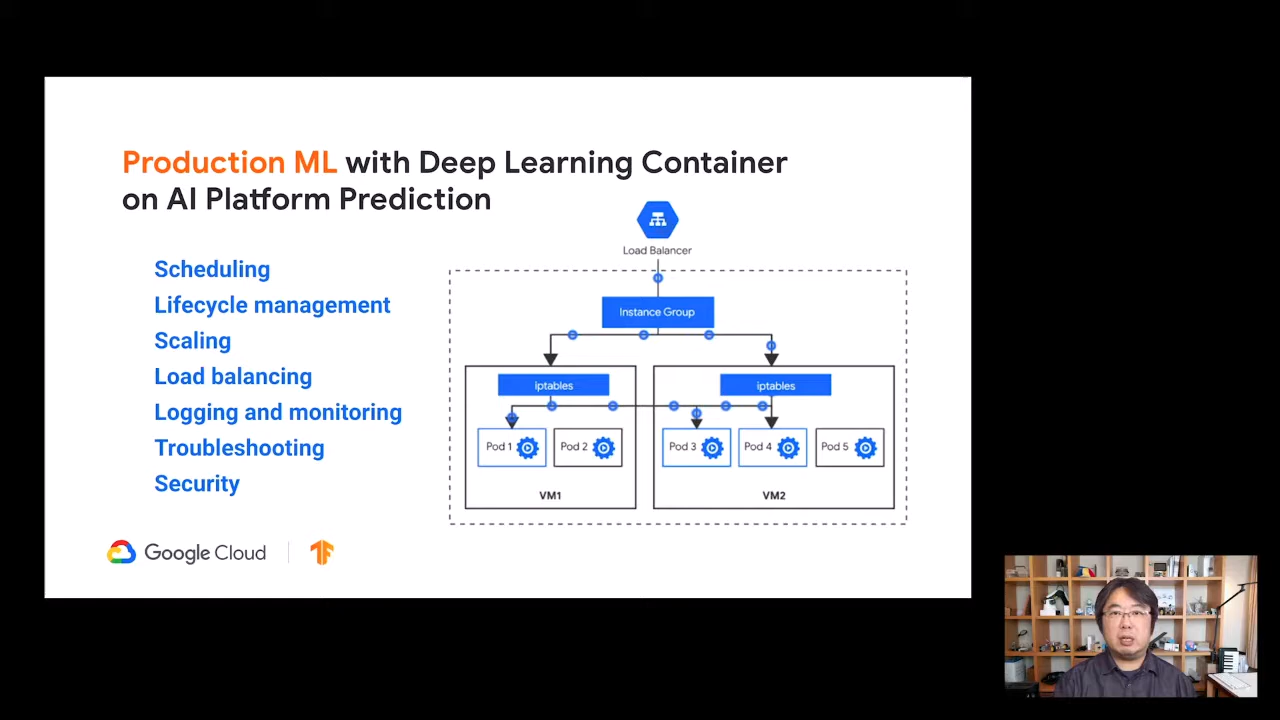 Production ML with Deep Learning Container
on AI Platform Prediction
Scheduling
Lifecycle management
Scaling
Load balancing
Logging and monitoring
Troubleshooting
Security
Load Balancer
Instance Group
iptables
iptables
Pod 1
Pod 2
Pod 3
Pod 4
Pod 5
VM1
VM2
Google Cloud